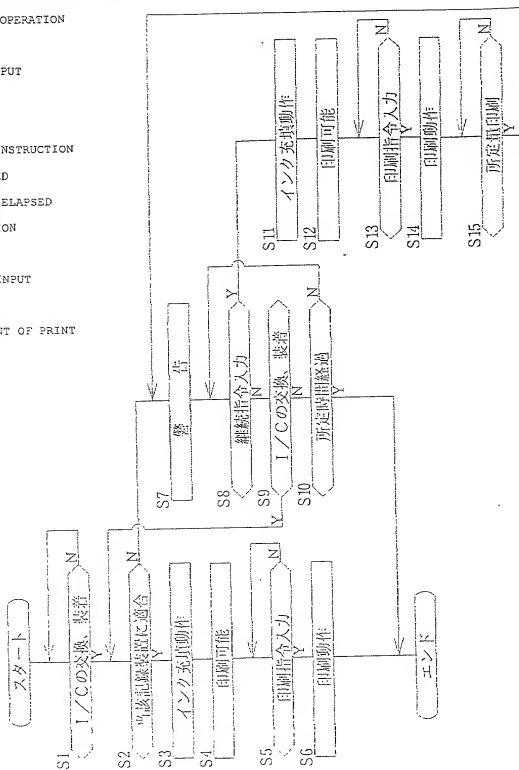 OPERATION
PUT
NSTRUCTION
D
ELAPSED
ION
INPUT
NT OF PRINT
スタート
S1
I/Cの交換、装着
N
Y
S2
当該記録装置に適合
N
Y
S3
インク充填動作
S4
印刷可能
S5
印刷指令入力
N
Y
S6
印刷動作
エンド
S7
警告
S8
継続指令入力
Y
N
S9
I/Cの交換、装着
Y
N
S10
所定時間経過
N
Y
S11
インク充填動作
S12
印刷可能
S13
印刷指令入力
N
Y
S14
印刷動作
S15
所定量印刷
N
Y